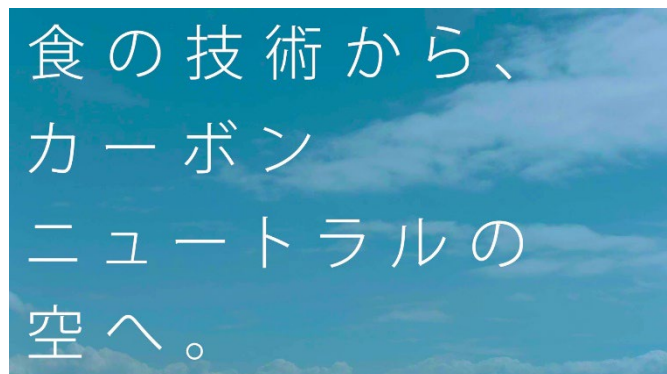 食の技術から、
カーボン
ニュートラルの
空へ。